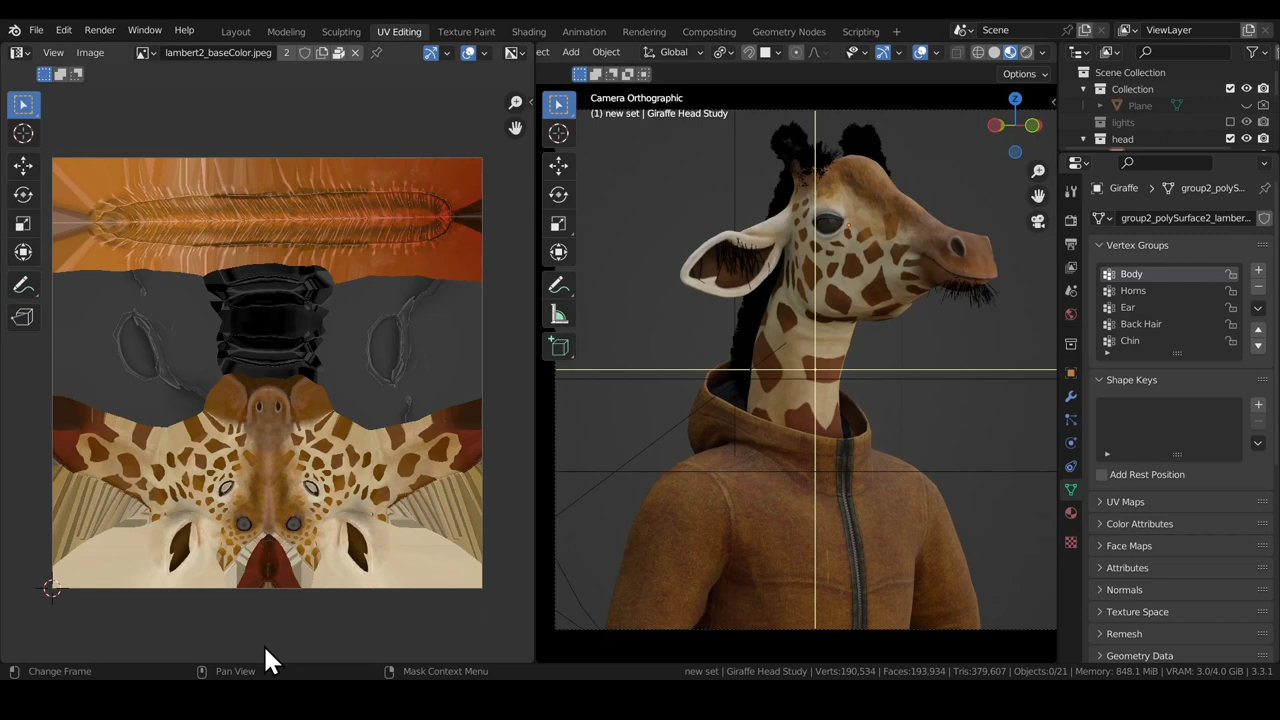 File Edit Render Window Help Layout Modeling Sculpting UV Editing Texture Paint Shading Animation Rendering Compositing Geometry Nodes Scripting + Scene ViewLayer
View Image lambert2_baseColor.jpeg 2 ect Add Object Global
Options
Scene Collection
Collection
Plane
lights
head
Camera Orthographic
(1) new set | Giraffe Head Study
Z
Giraffe > group2_polyS...
group2_polySurface2_lamber...
Vertex Groups
Body
Horns
Ear
Back Hair
Chin
Shape Keys
Add Rest Position
UV Maps
Color Attributes
Face Maps
Attributes
Normals
Texture Space
Remesh
Geometry Data
Change Frame Pan View Mask Context Menu new set | Giraffe Head Study | Verts:190,534 | Faces:193,934 | Tris:379,607 | Objects:0/21 | Memory: 848.1 MiB | VRAM: 3.0/4.0 GiB | 3.3.1